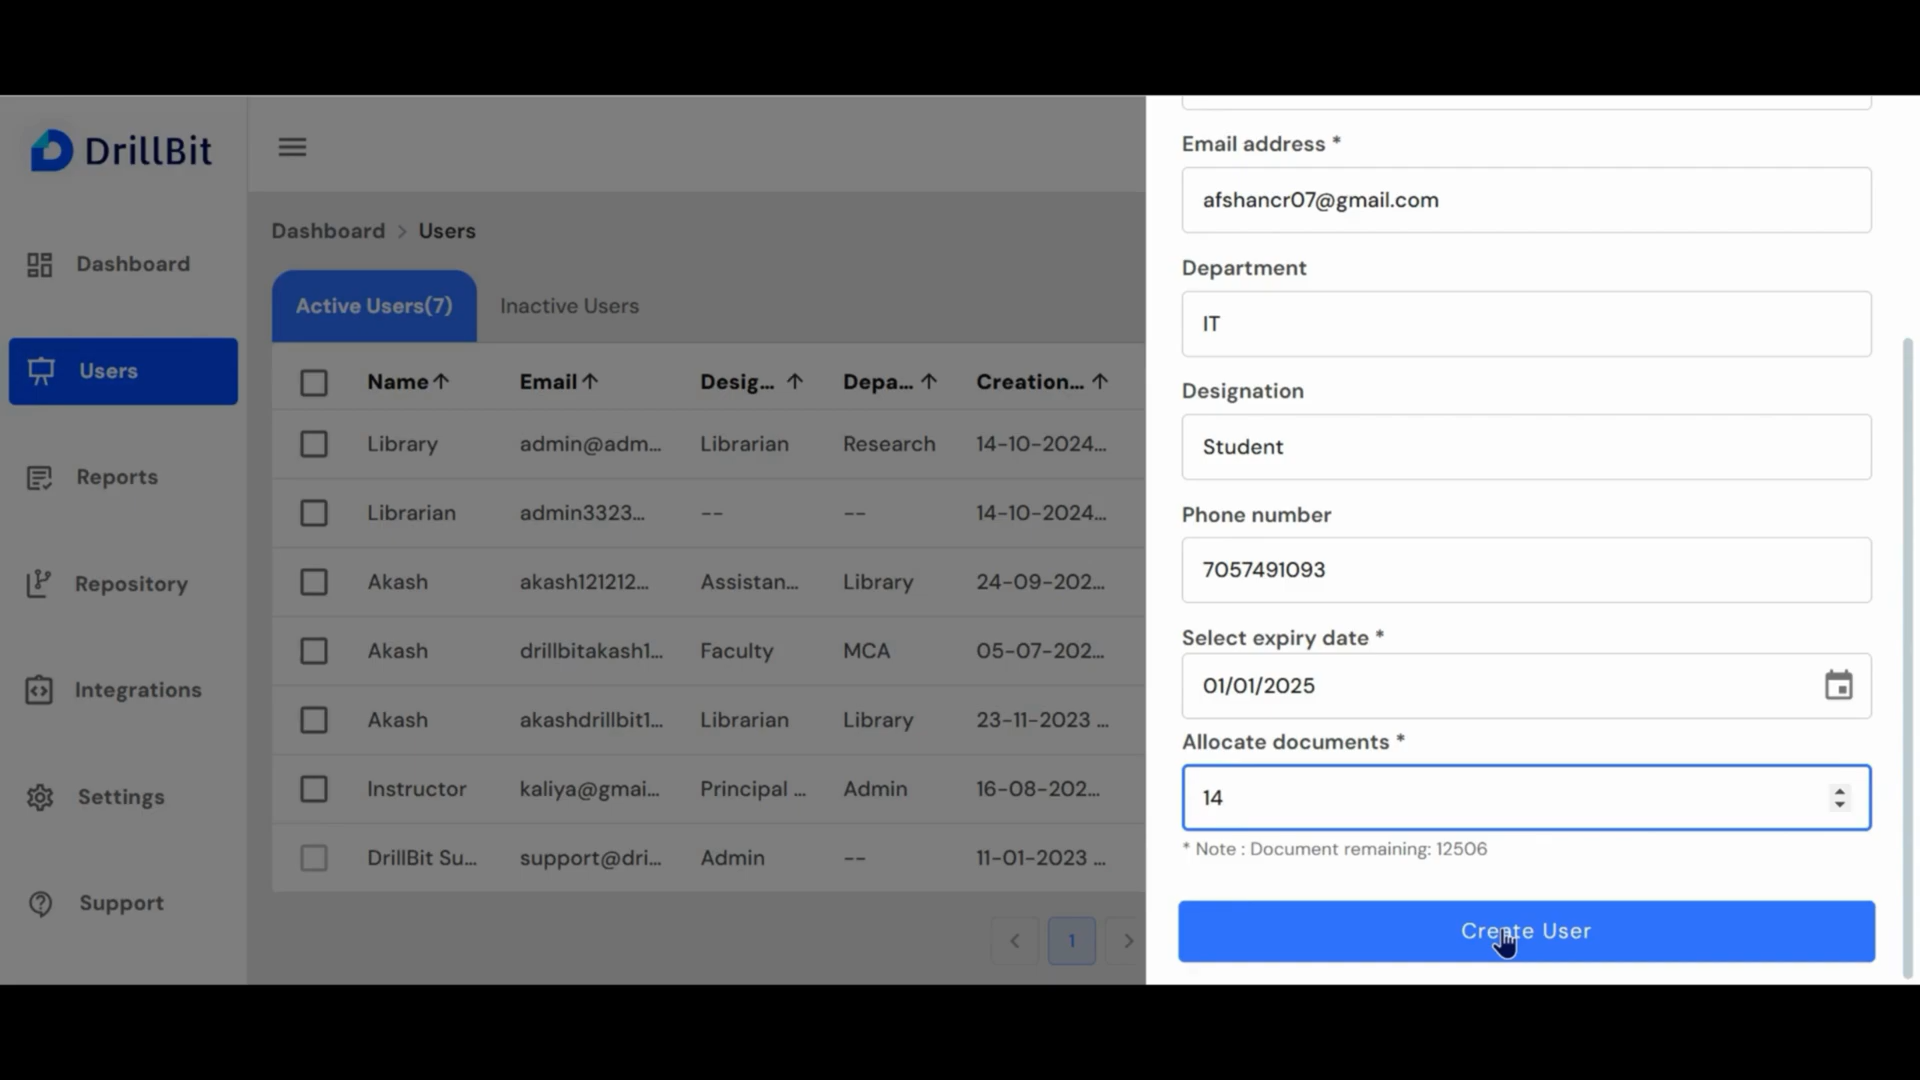 DrillBit
Dashboard
Users
Reports
Repository
Integrations
Settings
Support
Dashboard > Users
Active Users(7)
Inactive Users
Name↑ Email↑ Desig... ↑ Depa... ↑ Creation... ↑
Library admin@adm... Librarian Research 14-10-2024...
Librarian admin3323... -- -- 14-10-2024...
Akash akash121212... Assistan... Library 24-09-202...
Akash drillbitakash1... Faculty MCA 05-07-202...
Akash akashdrillbit1... Librarian Library 23-11-2023 ...
Instructor kaliya@gmai... Principal ... Admin 16-08-202...
DrillBit Su... support@dri... Admin -- 11-01-2023 ...
< 1 >
Email address *
afshancr07@gmail.com
Department
IT
Designation
Student
Phone number
7057491093
Select expiry date *
01/01/2025
Allocate documents *
14
* Note : Document remaining: 12506
Create User